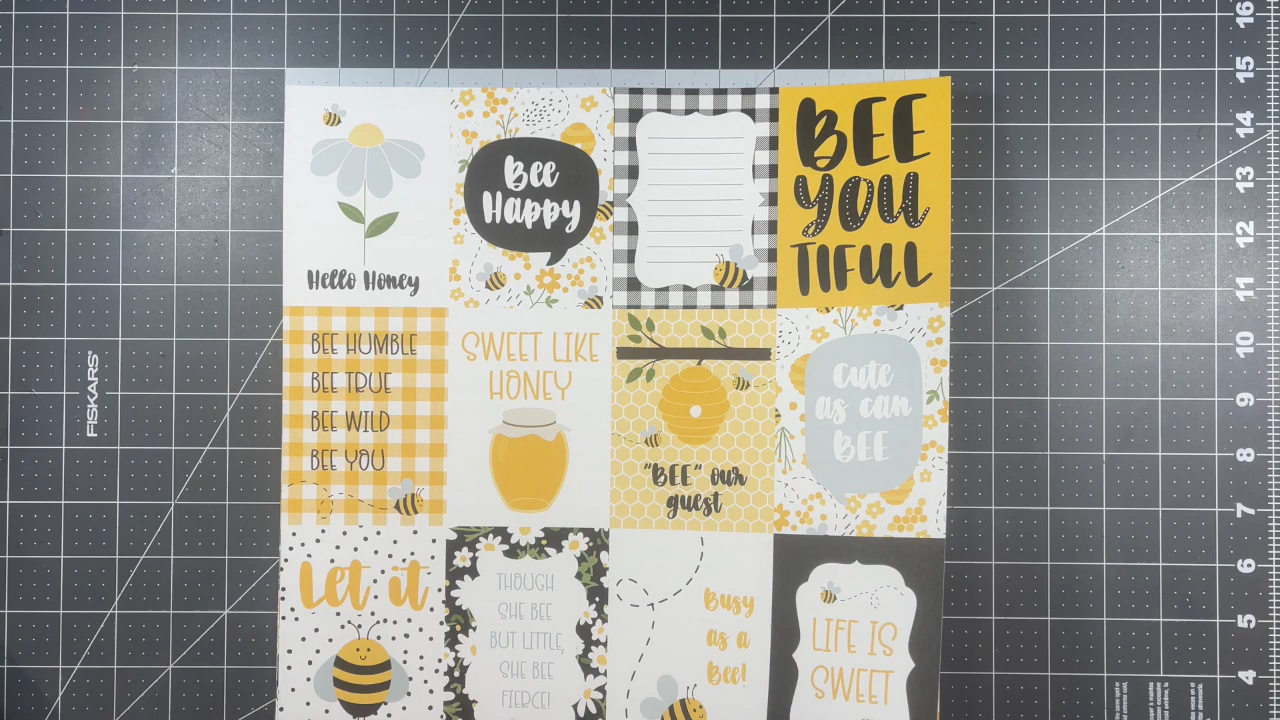 Hello Honey
Bee
Happy
BEE
YOU
TIFUL
BEE HUMBLE
BEE TRUE
BEE WILD
BEE YOU
SWEET LIKE
HONEY
"BEE" our
guest
cute
as can
BEE
Let it
THOUGH
SHE BEE
BUT LITTLE,
SHE BEE
FIERCE!
Busy
as a
Bee!
LIFE IS
SWEET
FISKARS
16
15
14
13
12
11
10
9
8
7
6
5
4